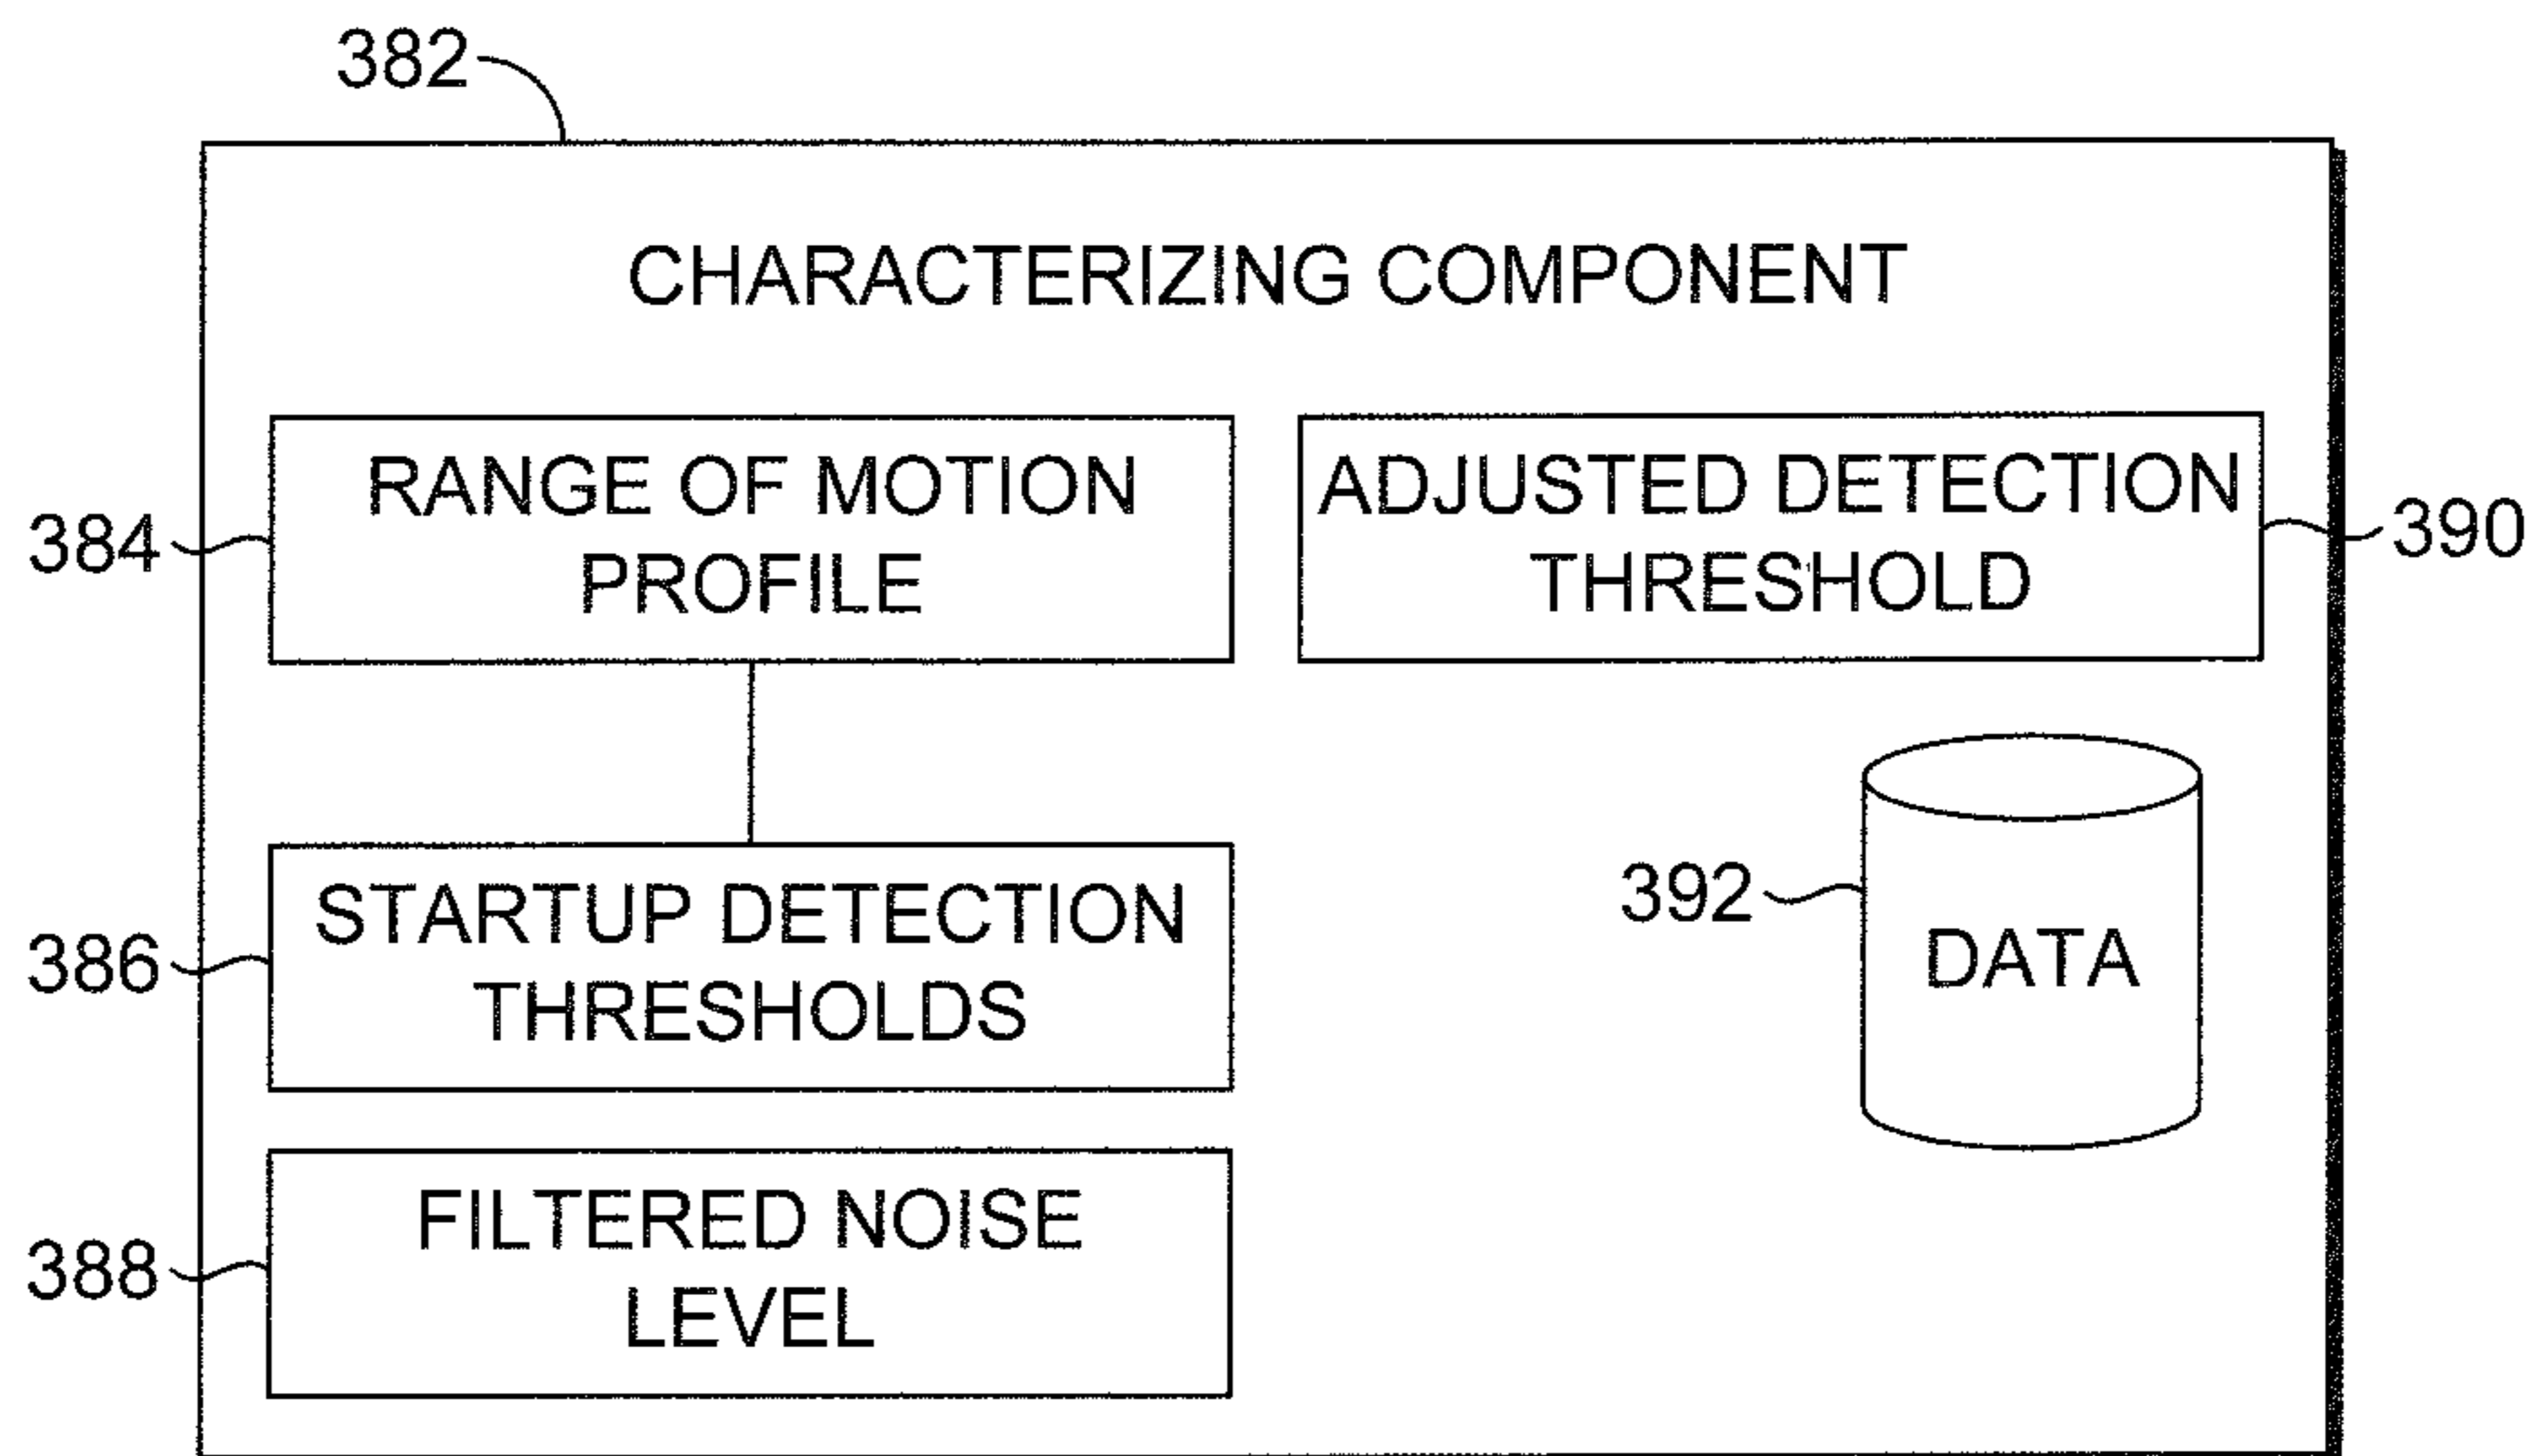 382
CHARACTERIZING COMPONENT
RANGE OF MOTION
PROFILE
384
ADJUSTED DETECTION
THRESHOLD
390
STARTUP DETECTION
THRESHOLDS
386
392
DATA
FILTERED NOISE
LEVEL
388